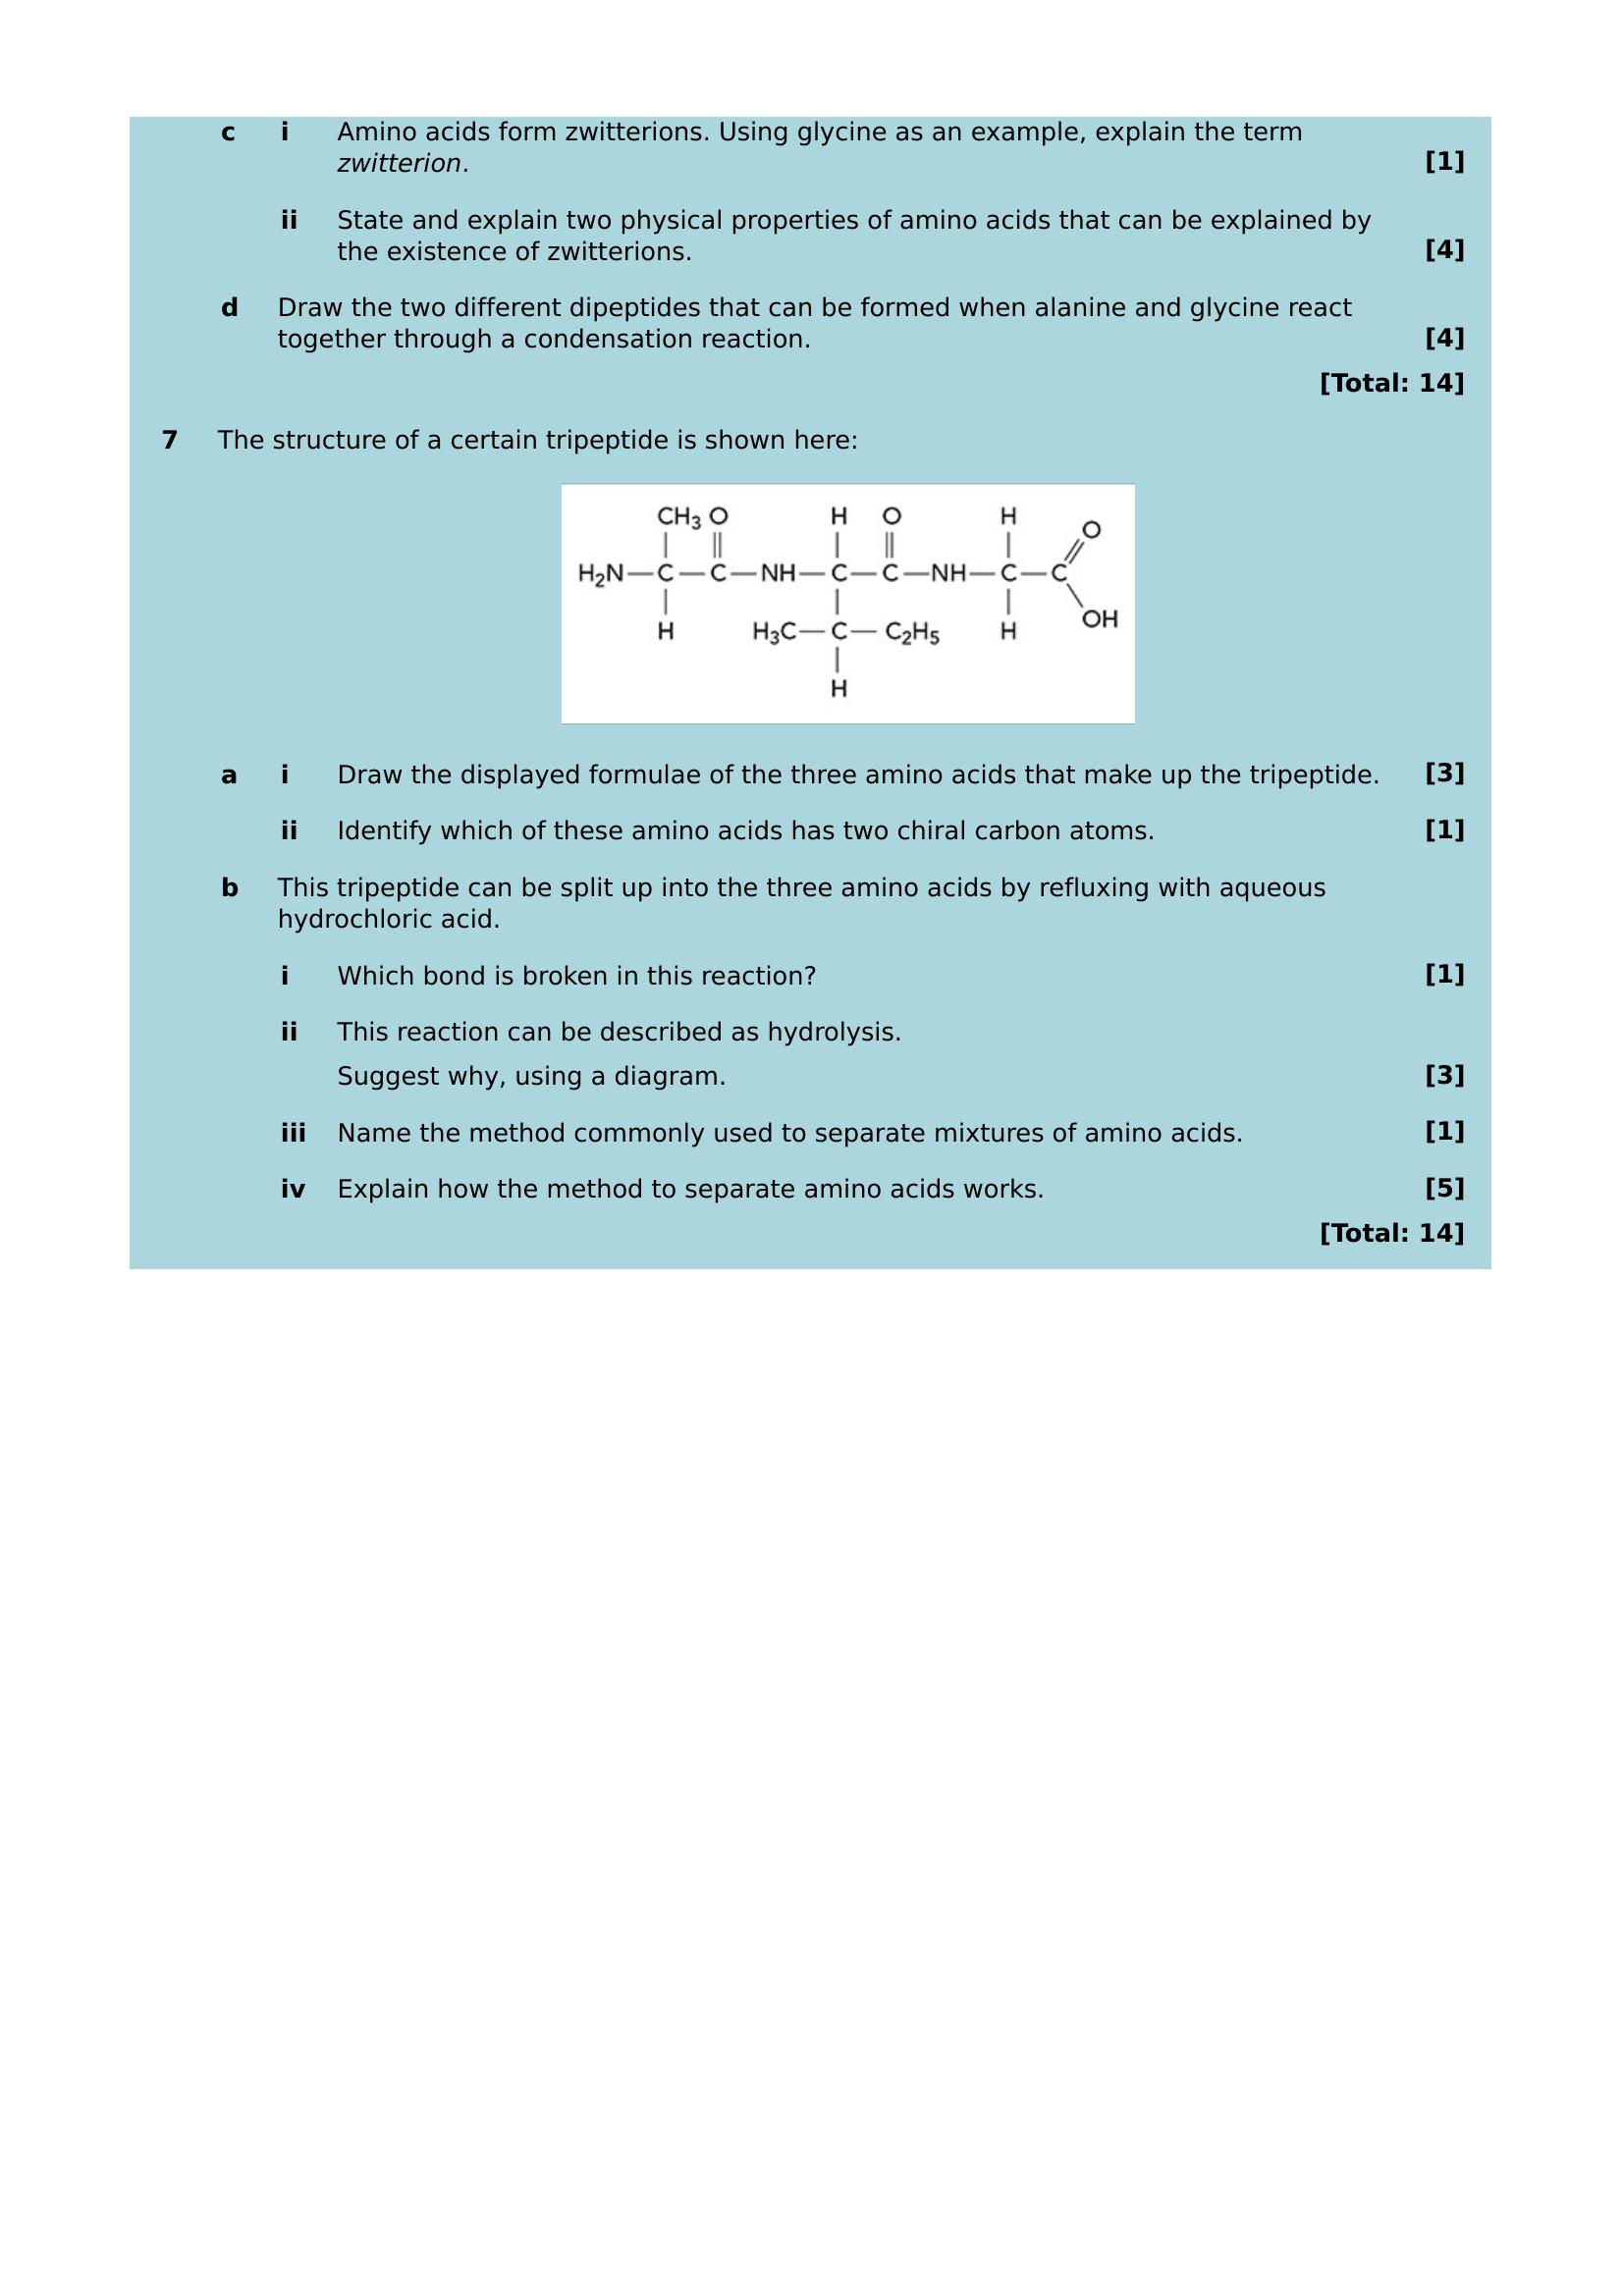 c i Amino acids form zwitterions. Using glycine as an example, explain the term
zwitterion. [1]
ii State and explain two physical properties of amino acids that can be explained by
the existence of zwitterions. [4]
d Draw the two different dipeptides that can be formed when alanine and glycine react
together through a condensation reaction. [4]
[Total: 14]
7 The structure of a certain tripeptide is shown here:
CH₃ O H O H O
H₂N—C—C—NH—C—C—NH—C—C
H H₃C—C—C₂H₅ H OH
H
a i Draw the displayed formulae of the three amino acids that make up the tripeptide. [3]
ii Identify which of these amino acids has two chiral carbon atoms. [1]
b This tripeptide can be split up into the three amino acids by refluxing with aqueous
hydrochloric acid.
i Which bond is broken in this reaction? [1]
ii This reaction can be described as hydrolysis.
Suggest why, using a diagram. [3]
iii Name the method commonly used to separate mixtures of amino acids. [1]
iv Explain how the method to separate amino acids works. [5]
[Total: 14]